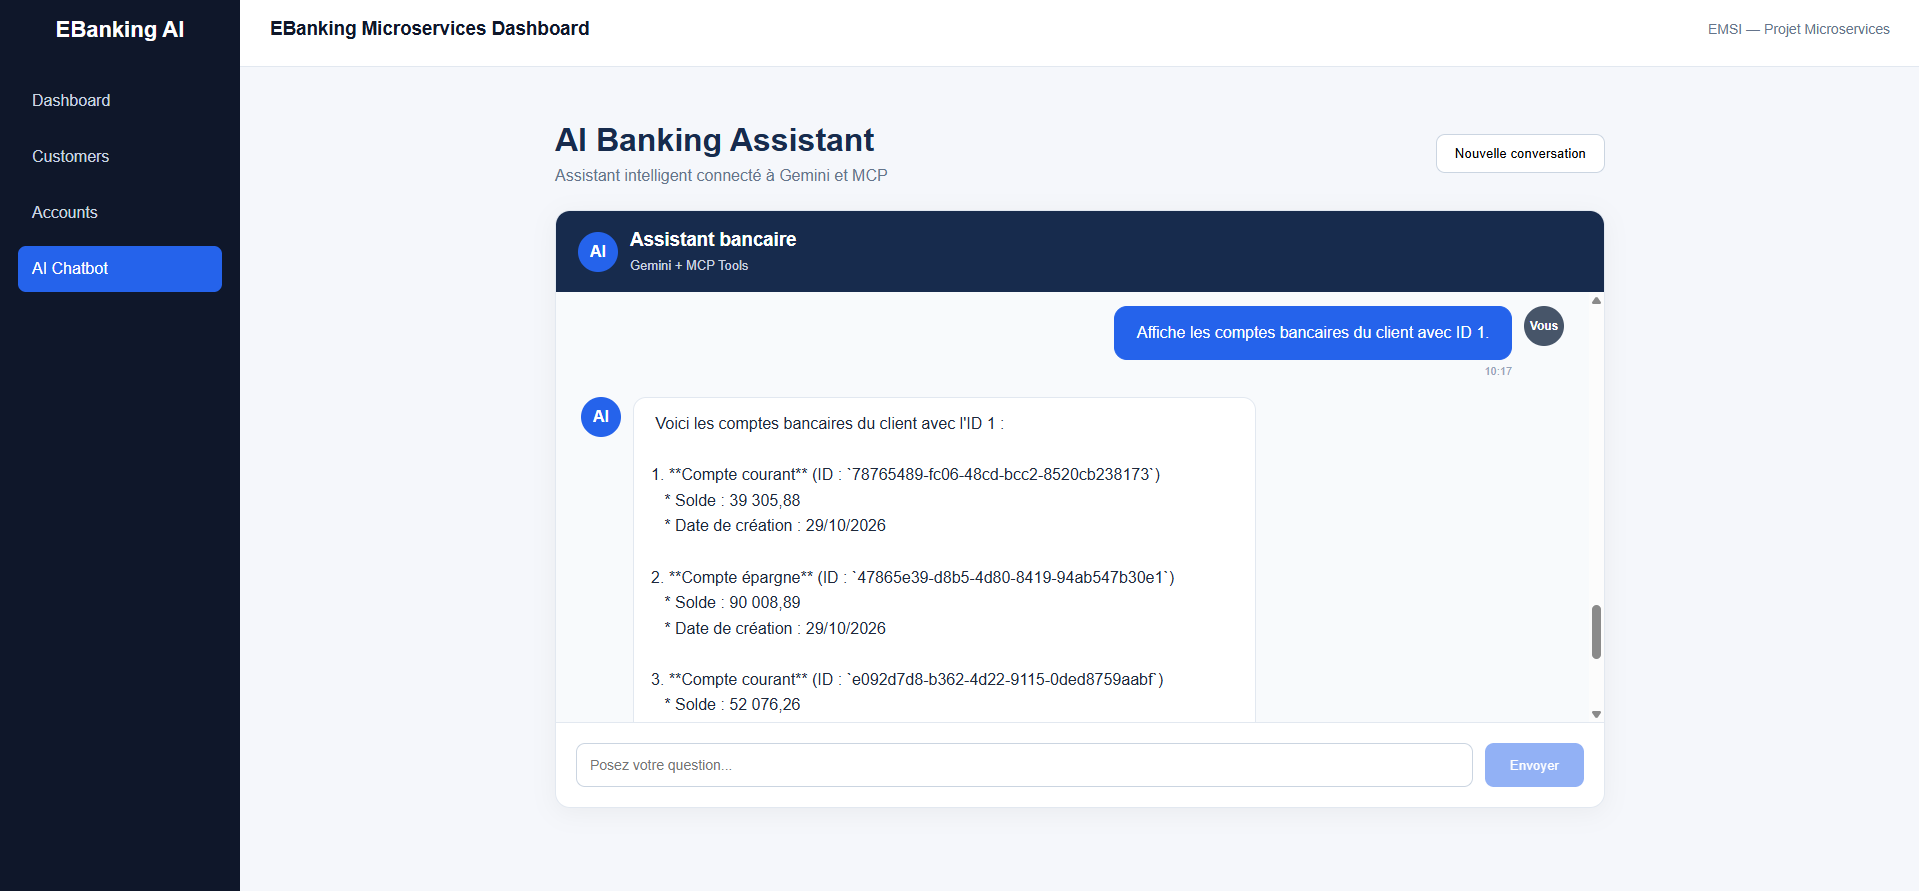 EBanking AI
Dashboard
Customers
Accounts
AI Chatbot
EBanking Microservices Dashboard
EMSI — Projet Microservices
AI Banking Assistant
Assistant intelligent connecté à Gemini et MCP
Nouvelle conversation
AI
Assistant bancaire
Gemini + MCP Tools
Affiche les comptes bancaires du client avec ID 1.
Vous
10:17
AI
Voici les comptes bancaires du client avec l'ID 1 :
1. **Compte courant** (ID : `78765489-fc06-48cd-bcc2-8520cb238173`)
* Solde : 39 305,88
* Date de création : 29/10/2026
2. **Compte épargne** (ID : `47865e39-d8b5-4d80-8419-94ab547b30e1`)
* Solde : 90 008,89
* Date de création : 29/10/2026
3. **Compte courant** (ID : `e092d7d8-b362-4d22-9115-0ded8759aabf`)
* Solde : 52 076,26
Posez votre question...
Envoyer